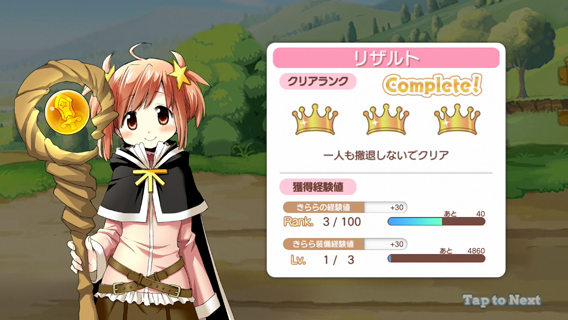 リザルト
クリアランク
Complete!
一人も撤退しないでクリア
獲得経験値
きららの経験値 +30
Rank. 3 / 100 あと 40
きらら装備経験値 +30
Lv. 1 / 3 あと 4860
Tap to Next